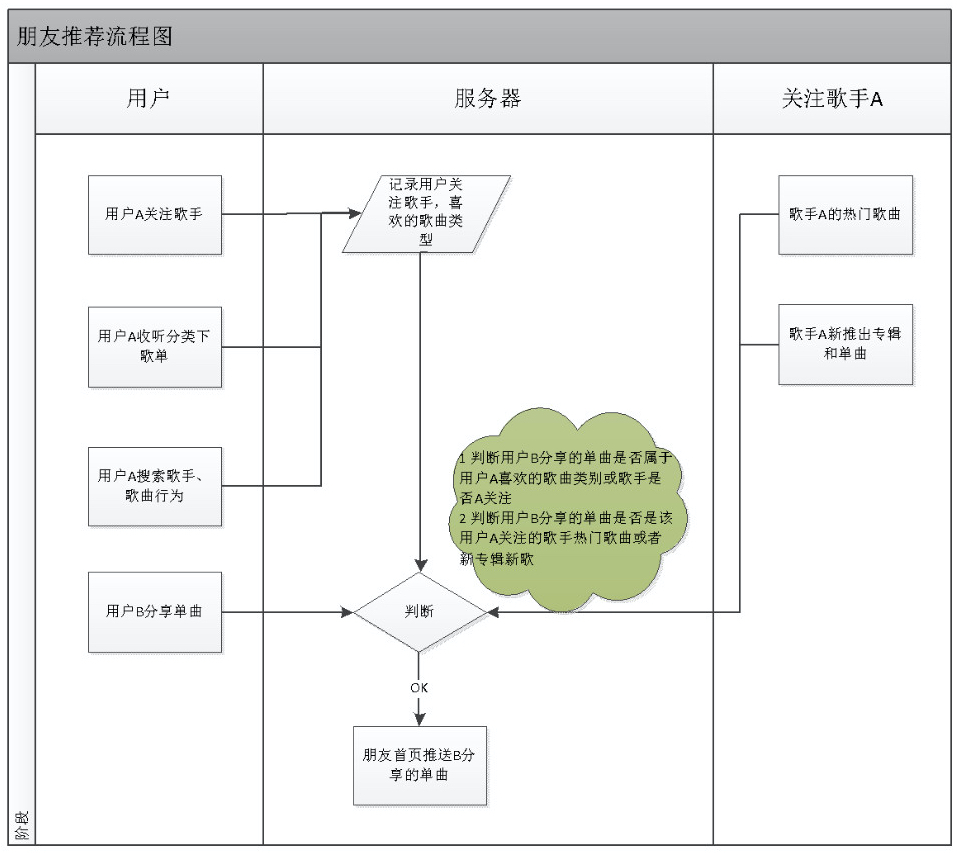 朋友推荐流程图
用户
服务器
关注歌手A
用户A关注歌手
记录用户关
注歌手，喜
欢的歌曲类
型
歌手A的热门歌曲
用户A收听分类下
歌单
歌手A新推出专辑
和单曲
用户A搜索歌手、
歌曲行为
1 判断用户B分享的单曲是否属于
用户A喜欢的歌曲类别或歌手是
否A关注
2 判断用户B分享的单曲是否是该
用户A关注的歌手热门歌曲或者
新专辑新歌
用户B分享单曲
判断
OK
朋友首页推送B分
享的单曲
阶段